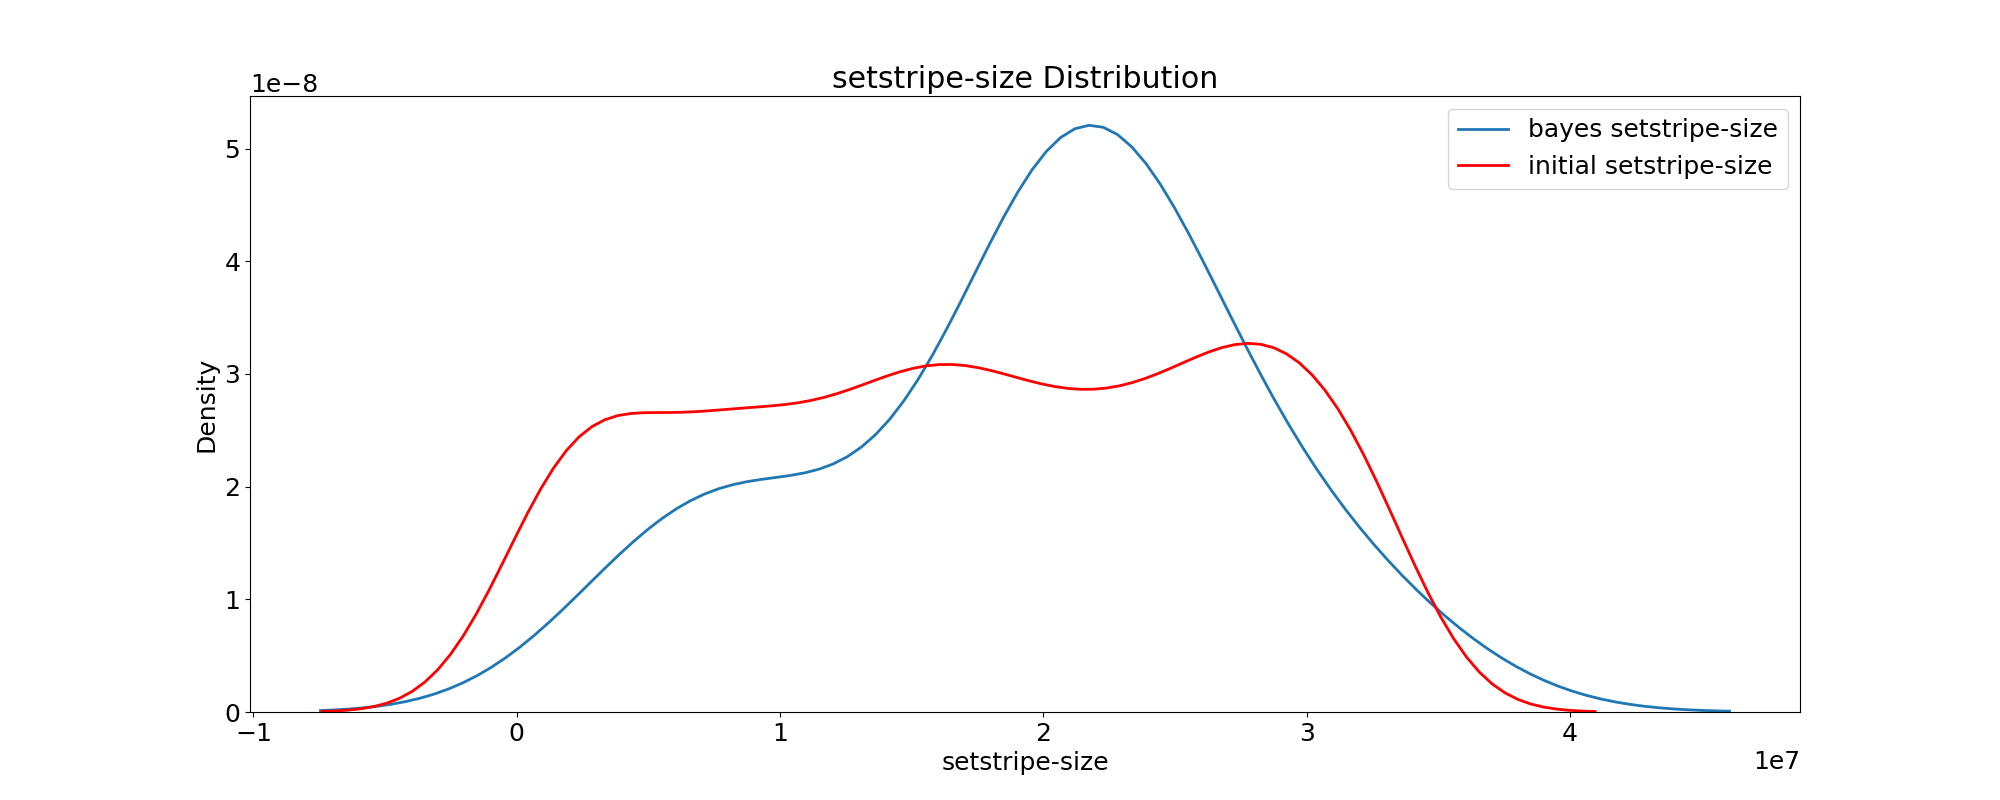 setstripe-size Distribution
1e−8
bayes setstripe-size
initial setstripe-size
5
4
3
2
1
0
Density
−1 0 1 2 3 4
setstripe-size
1e7